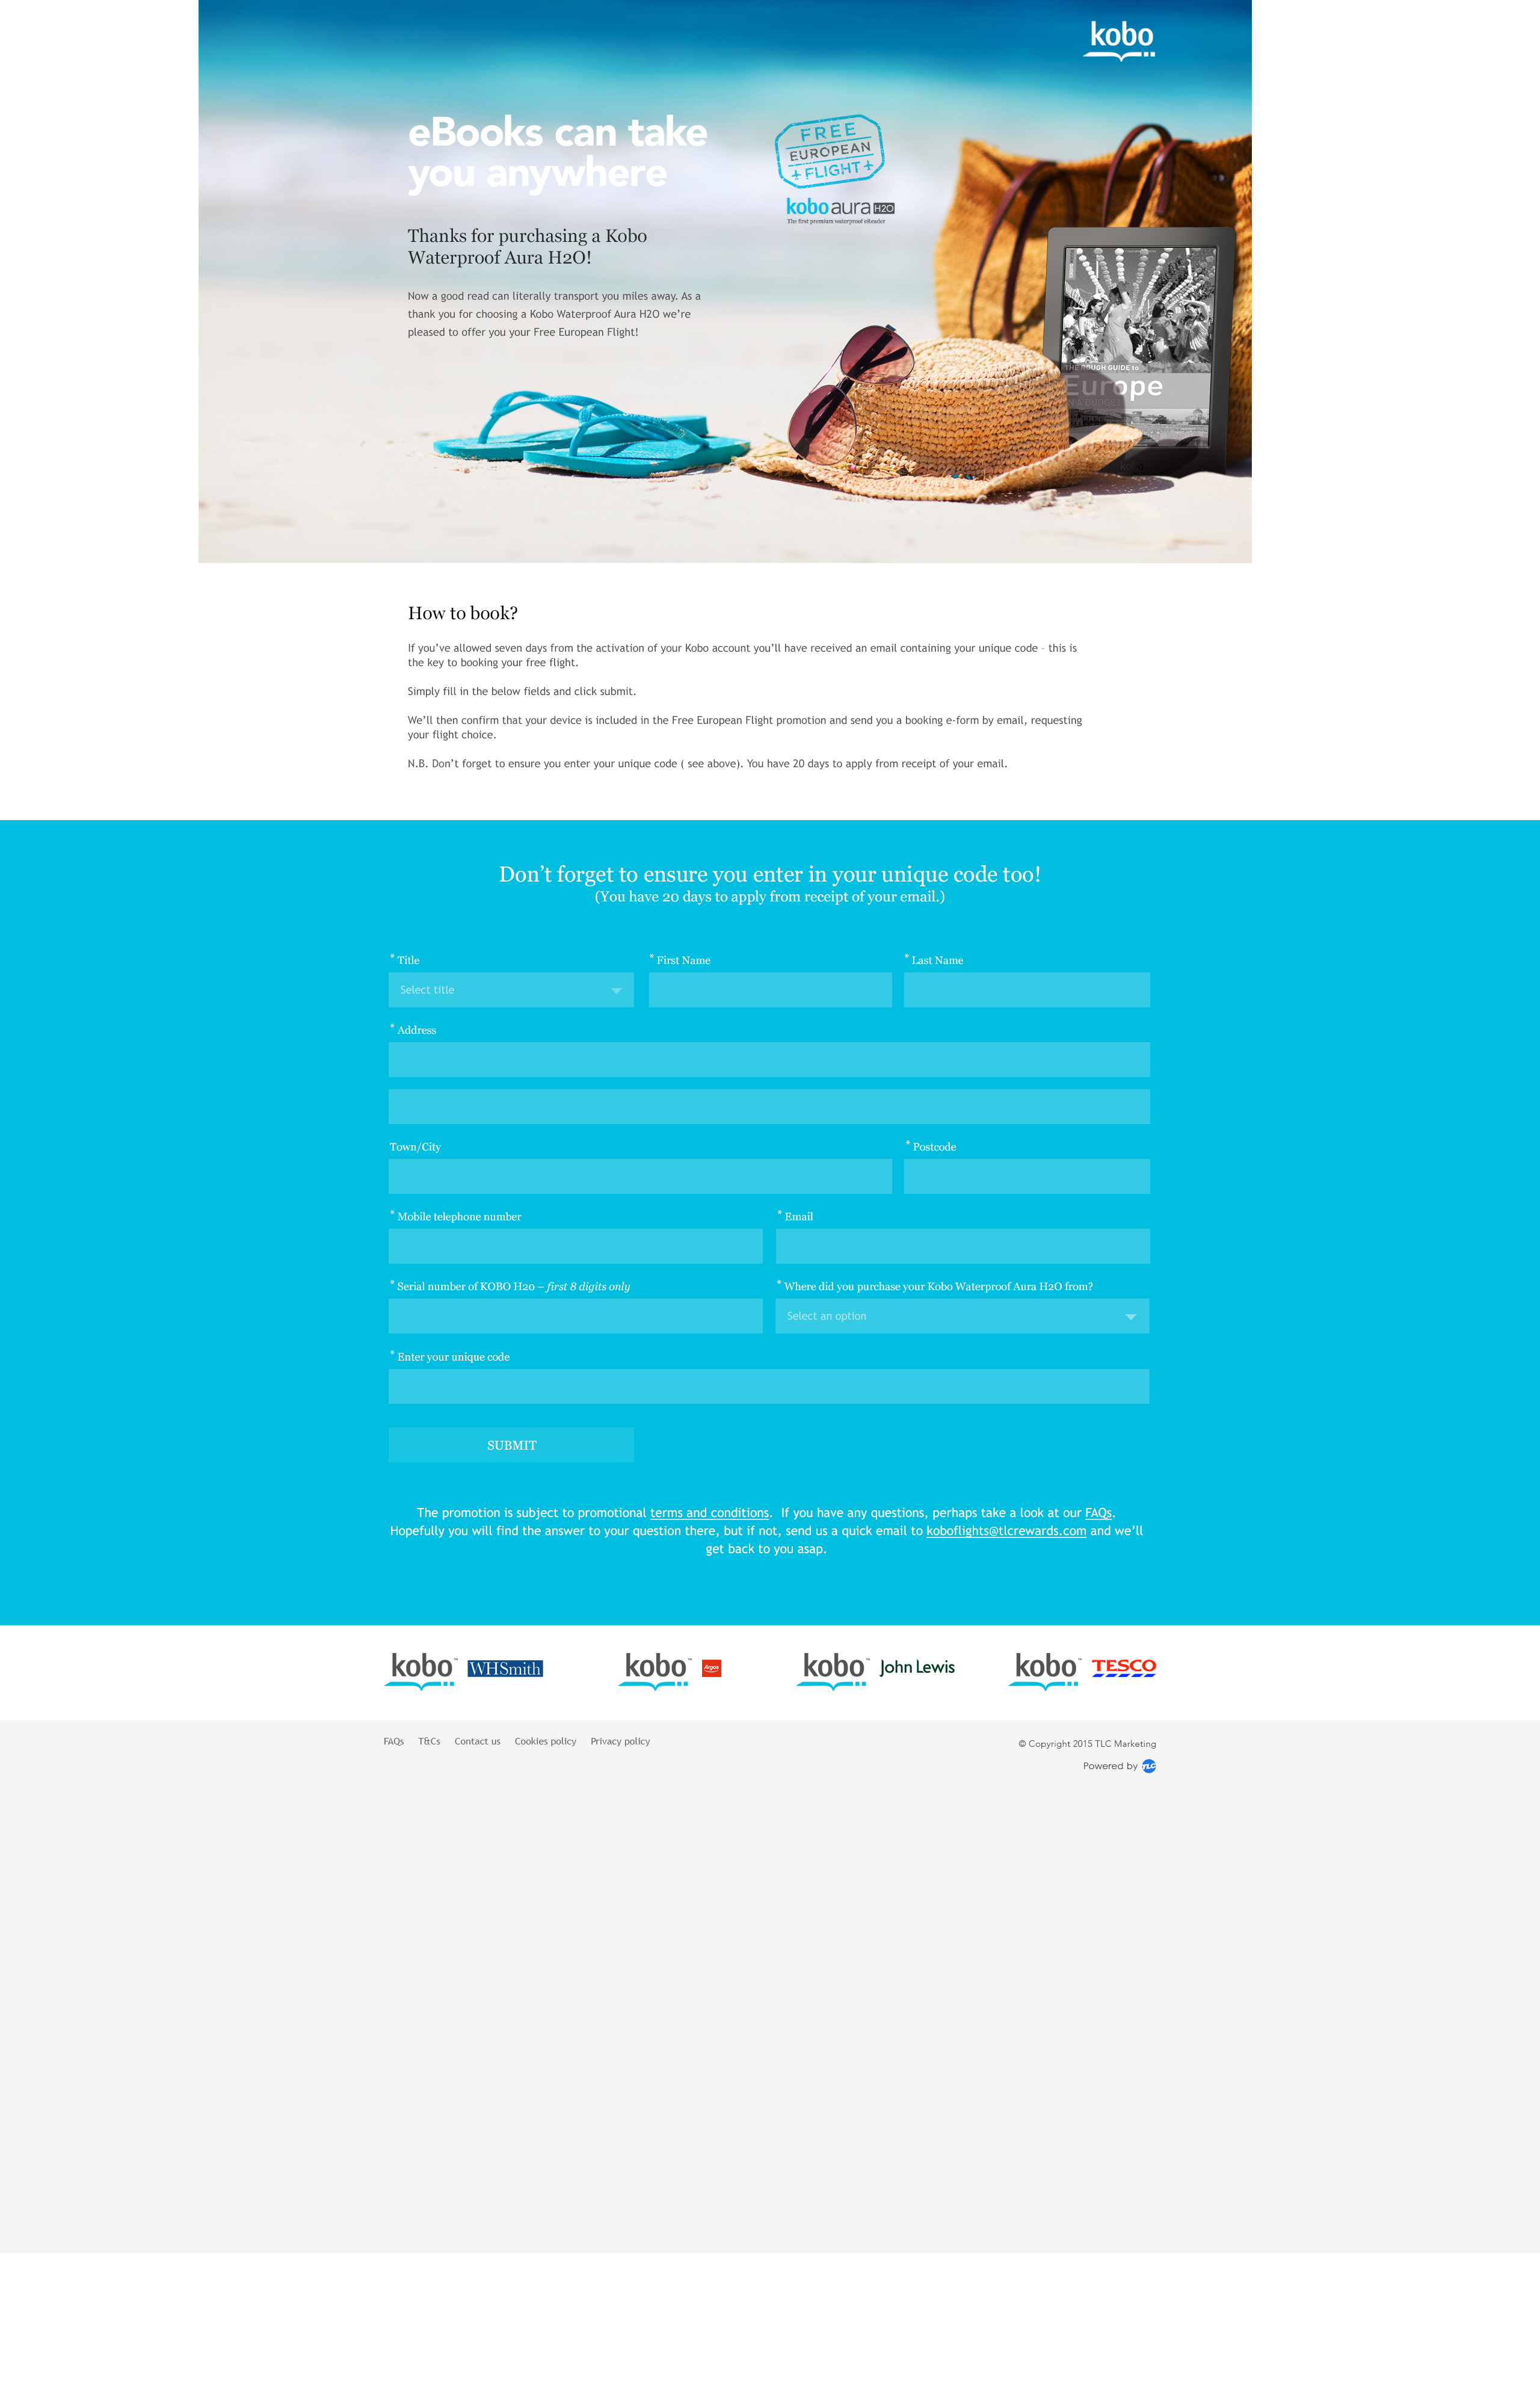 kobo
eBooks can take
you anywhere
FREE
EUROPEAN
FLIGHT
kobo aura H2O
The first premium waterproof eReader
Thanks for purchasing a Kobo
Waterproof Aura H2O!
Now a good read can literally transport you miles away. As a
thank you for choosing a Kobo Waterproof Aura H2O we’re
pleased to offer you your Free European Flight!
THE ROUGH GUIDE to
Europe
kobo
How to book?
If you’ve allowed seven days from the activation of your Kobo account you’ll have received an email containing your unique code - this is
the key to booking your free flight.
Simply fill in the below fields and click submit.
We’ll then confirm that your device is included in the Free European Flight promotion and send you a booking e-form by email, requesting
your flight choice.
N.B. Don’t forget to ensure you enter your unique code ( see above). You have 20 days to apply from receipt of your email.
Don’t forget to ensure you enter in your unique code too!
(You have 20 days to apply from receipt of your email.)
* Title * First Name * Last Name
Select title
* Address
Town/City * Postcode
* Mobile telephone number * Email
* Serial number of KOBO H20 – first 8 digits only * Where did you purchase your Kobo Waterproof Aura H2O from?
Select an option
* Enter your unique code
SUBMIT
The promotion is subject to promotional terms and conditions. If you have any questions, perhaps take a look at our FAQs.
Hopefully you will find the answer to your question there, but if not, send us a quick email to koboflights@tlcrewards.com and we’ll
get back to you asap.
kobo™ WHSmith kobo™ Argos kobo™ John Lewis kobo™ TESCO
FAQs T&Cs Contact us Cookies policy Privacy policy
© Copyright 2015 TLC Marketing
Powered by TLC